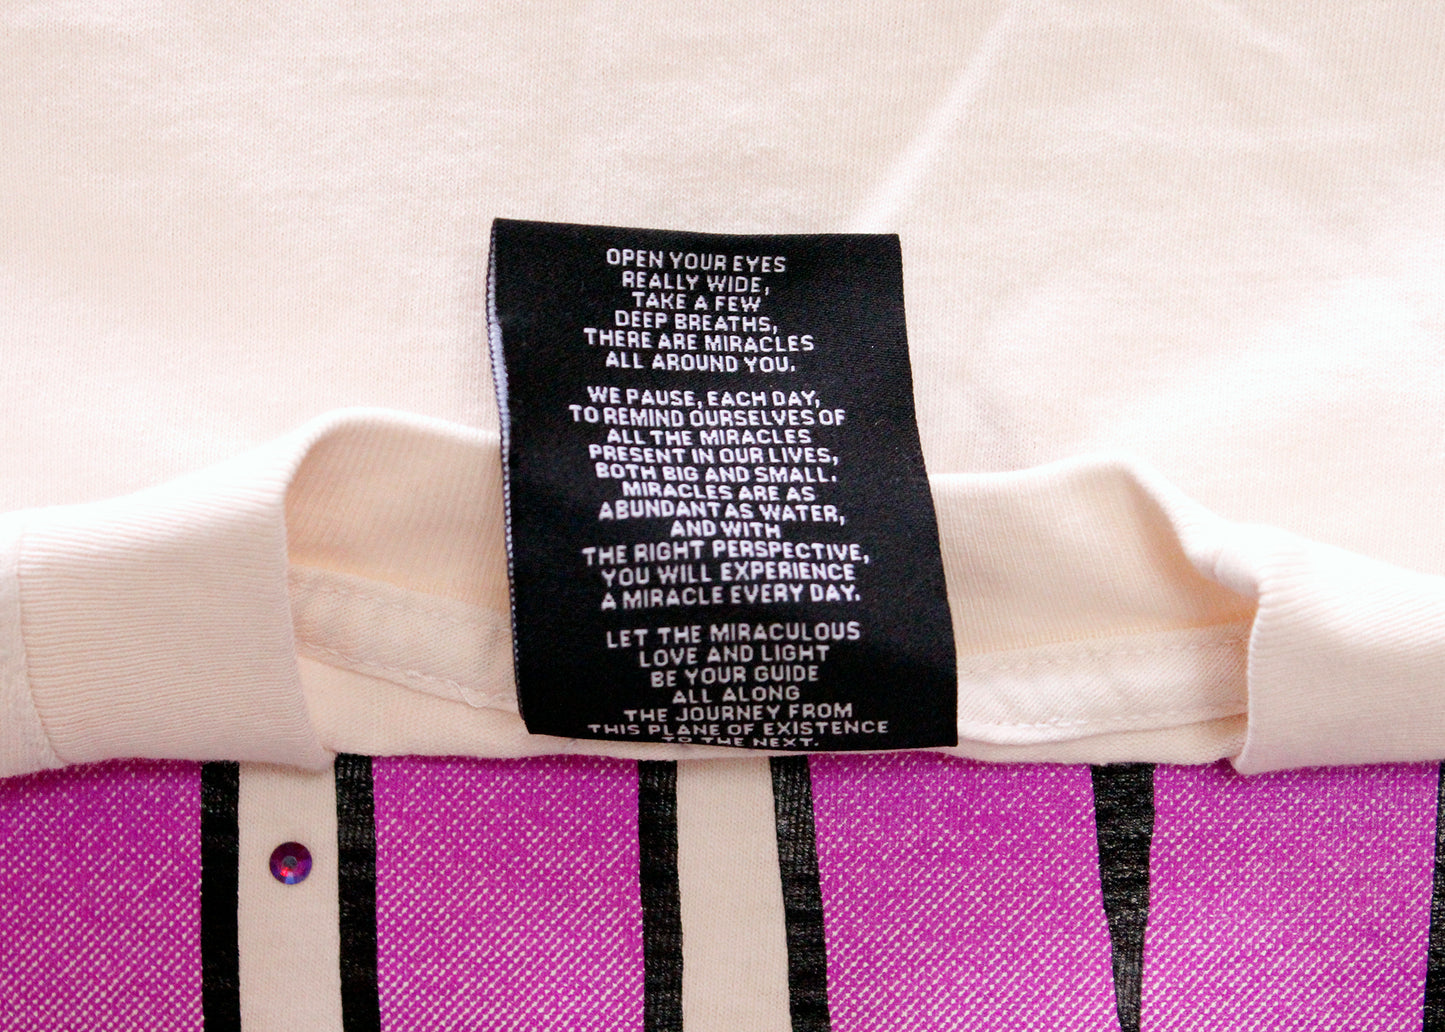 OPEN YOUR EYES
REALLY WIDE,
TAKE A FEW
DEEP BREATHS,
THERE ARE MIRACLES
ALL AROUND YOU.
WE PAUSE, EACH DAY,
TO REMIND OURSELVES OF
ALL THE MIRACLES
PRESENT IN OUR LIVES,
BOTH BIG AND SMALL.
MIRACLES ARE AS
ABUNDANT AS WATER,
AND WITH
THE RIGHT PERSPECTIVE,
YOU WILL EXPERIENCE
A MIRACLE EVERY DAY.
LET THE MIRACULOUS
LOVE AND LIGHT
BE YOUR GUIDE
ALL ALONG
THE JOURNEY FROM
THIS PLANE OF EXISTENCE
TO THE NEXT.